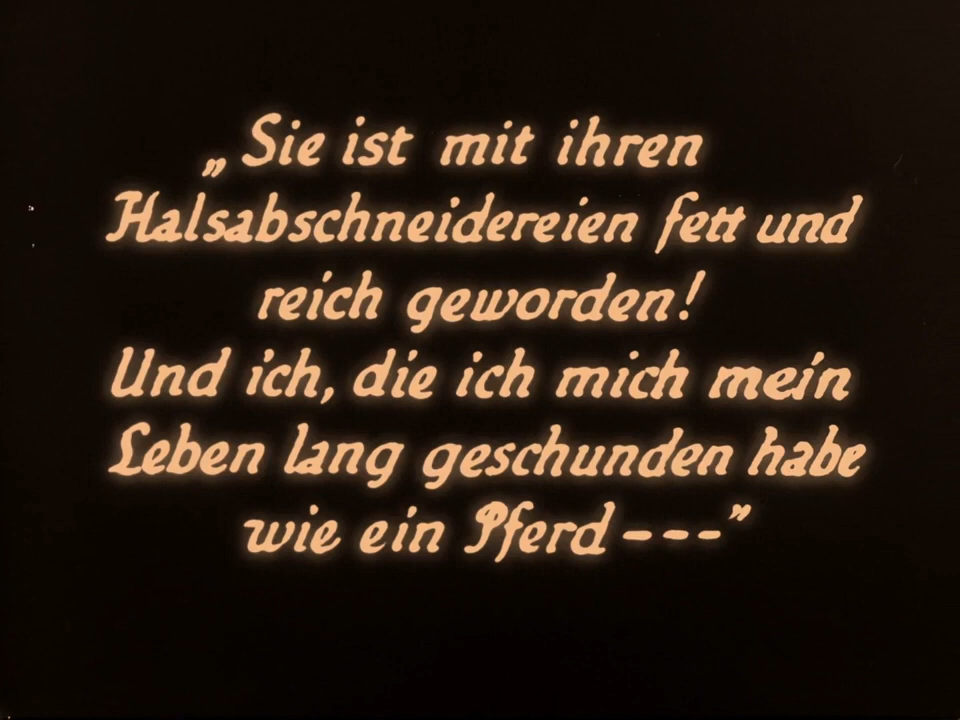 „Sie ist mit ihren
Halsabschneidereien fett und
reich geworden!
Und ich, die ich mich mein
Leben lang geschunden habe
wie ein Pferd - - -”